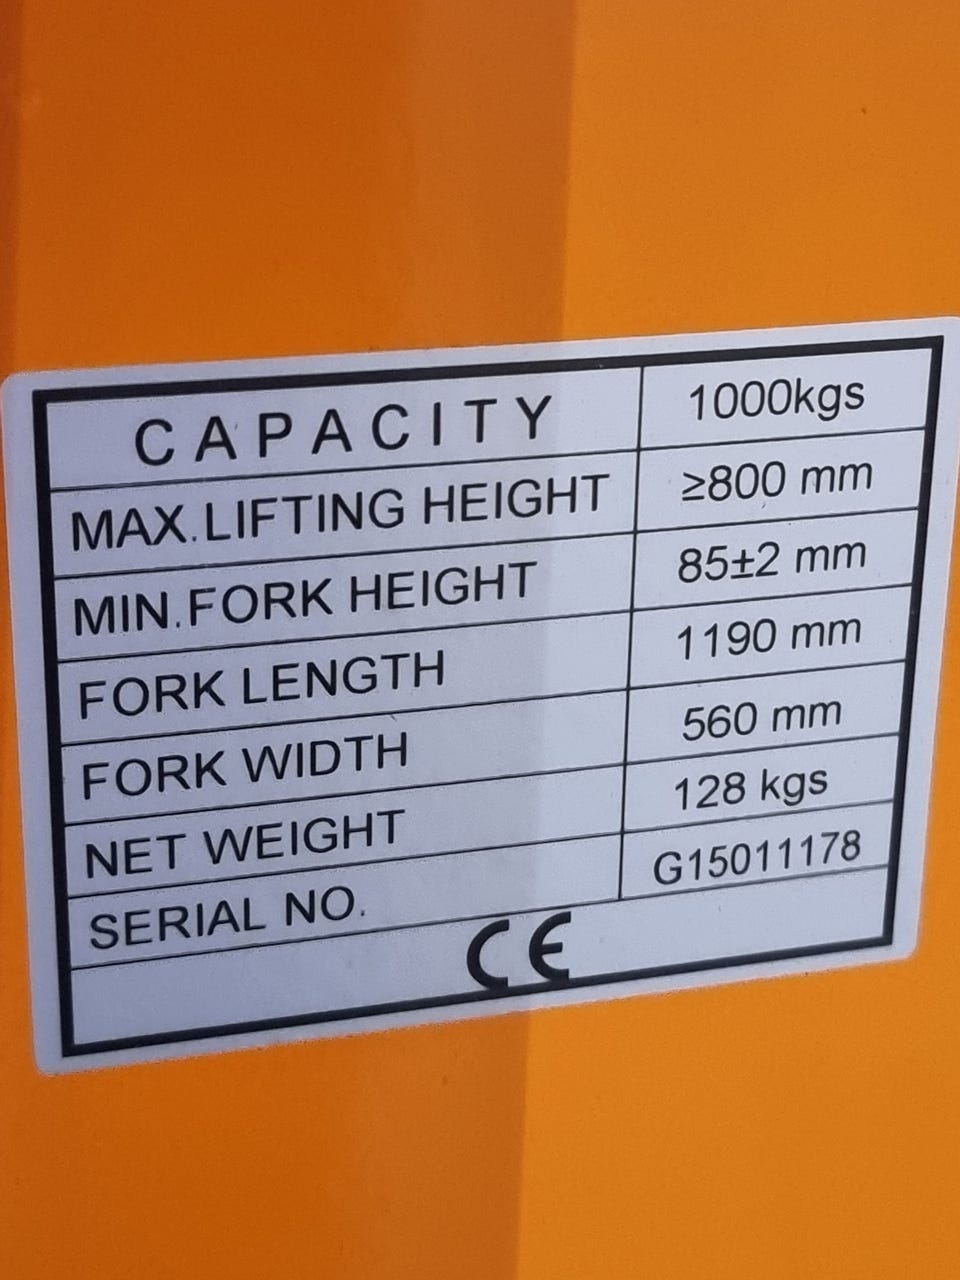 CAPACITY 1000kgs
MAX.LIFTING HEIGHT ≥800 mm
MIN.FORK HEIGHT 85±2 mm
FORK LENGTH 1190 mm
FORK WIDTH 560 mm
NET WEIGHT 128 kgs
SERIAL NO. G15011178
CE